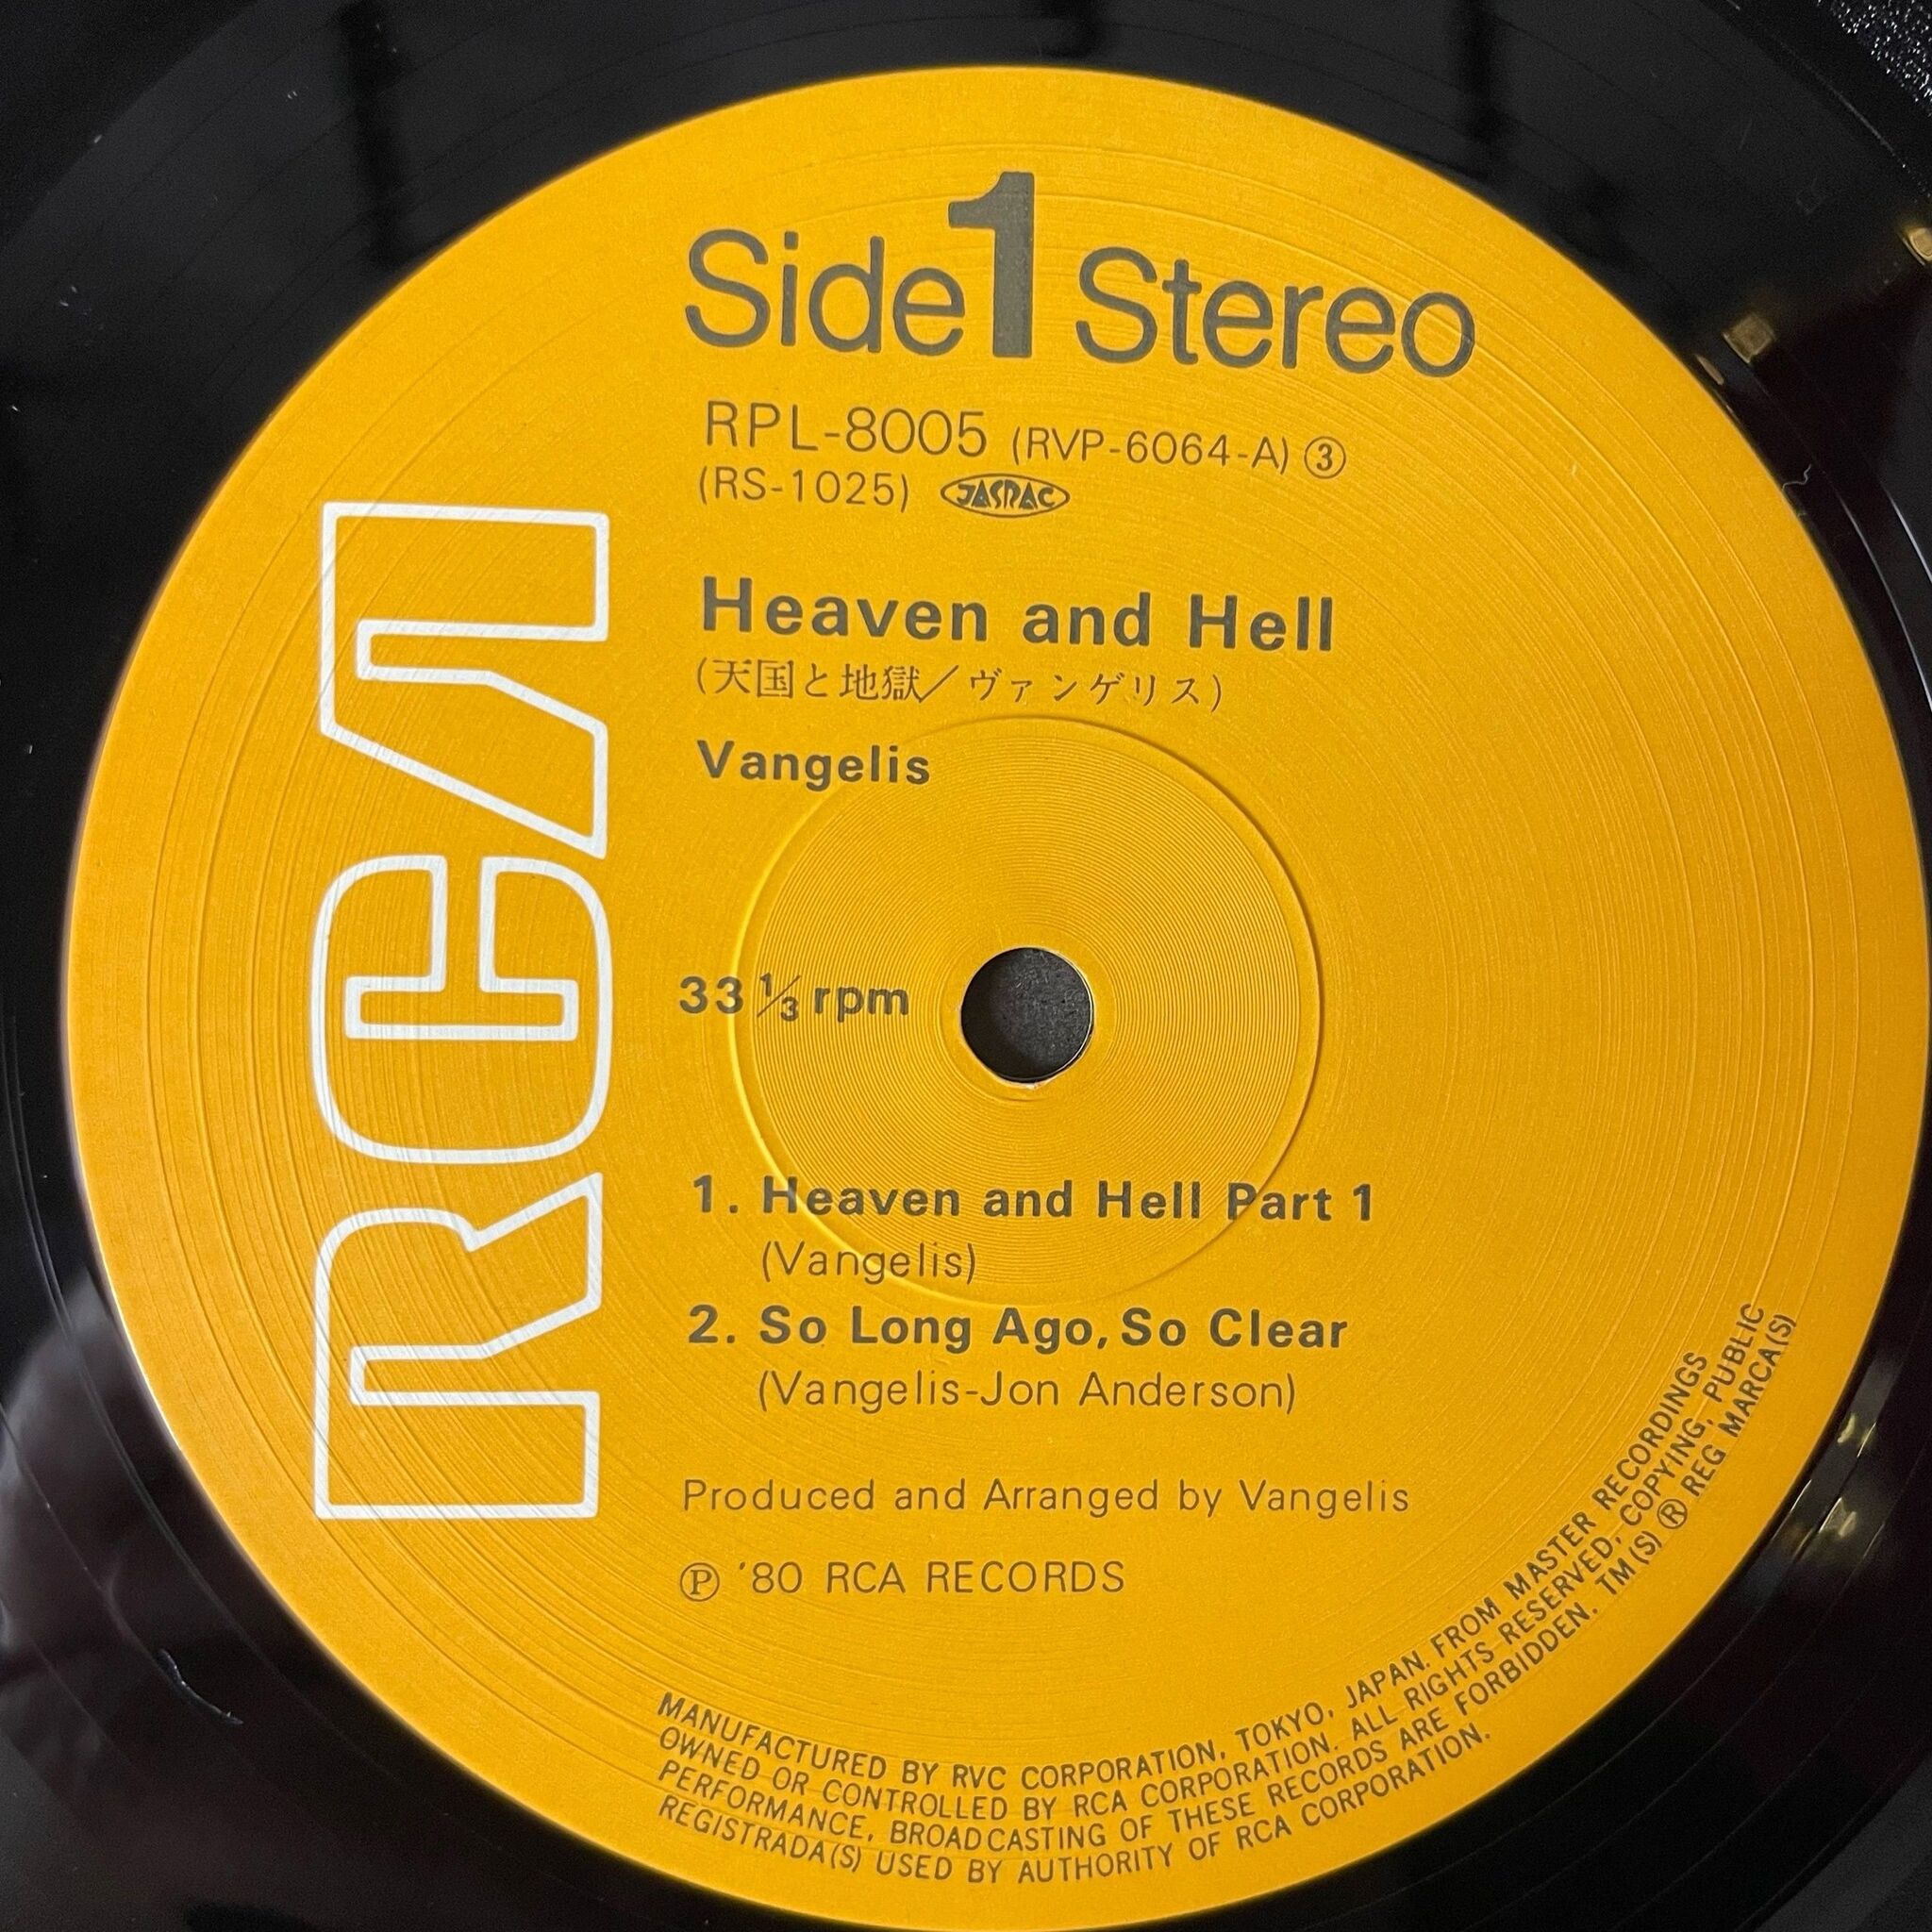 Side 1 Stereo
RPL-8005 (RVP-6064-A) ③
(RS-1025) JASRAC
Heaven and Hell
(天国と地獄／ヴァンゲリス)
Vangelis
RCA
33 1/3 rpm
1. Heaven and Hell Part 1
(Vangelis)
2. So Long Ago, So Clear
(Vangelis-Jon Anderson)
Produced and Arranged by Vangelis
Ⓟ '80 RCA RECORDS
MANUFACTURED BY RVC CORPORATION, TOKYO, JAPAN. FROM MASTER RECORDINGS
OWNED OR CONTROLLED BY RCA CORPORATION. ALL RIGHTS RESERVED, COPYING, PUBLIC
PERFORMANCE, BROADCASTING OF THESE RECORDS ARE FORBIDDEN. TM(S) ® REG MARCA(S)
REGISTRADA(S) USED BY AUTHORITY OF RCA CORPORATION.